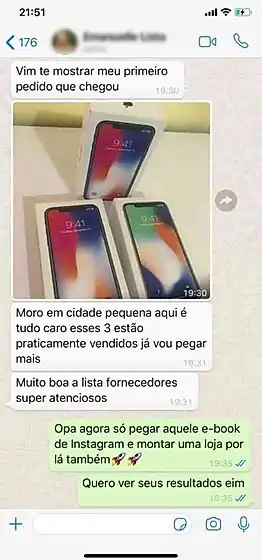 21:51
176
Vim te mostrar meu primeiro
pedido que chegou
19:30
9:41
9:41
9:41
19:30
Moro em cidade pequena aqui é
tudo caro esses 3 estão
praticamente vendidos já vou pegar
mais
19:31
Muito boa a lista fornecedores
super atenciosos
19:31
Opa agora só pegar aquele e-book
de Instagram e montar uma loja por
lá também🚀🚀
19:35
Quero ver seus resultados eim
19:35